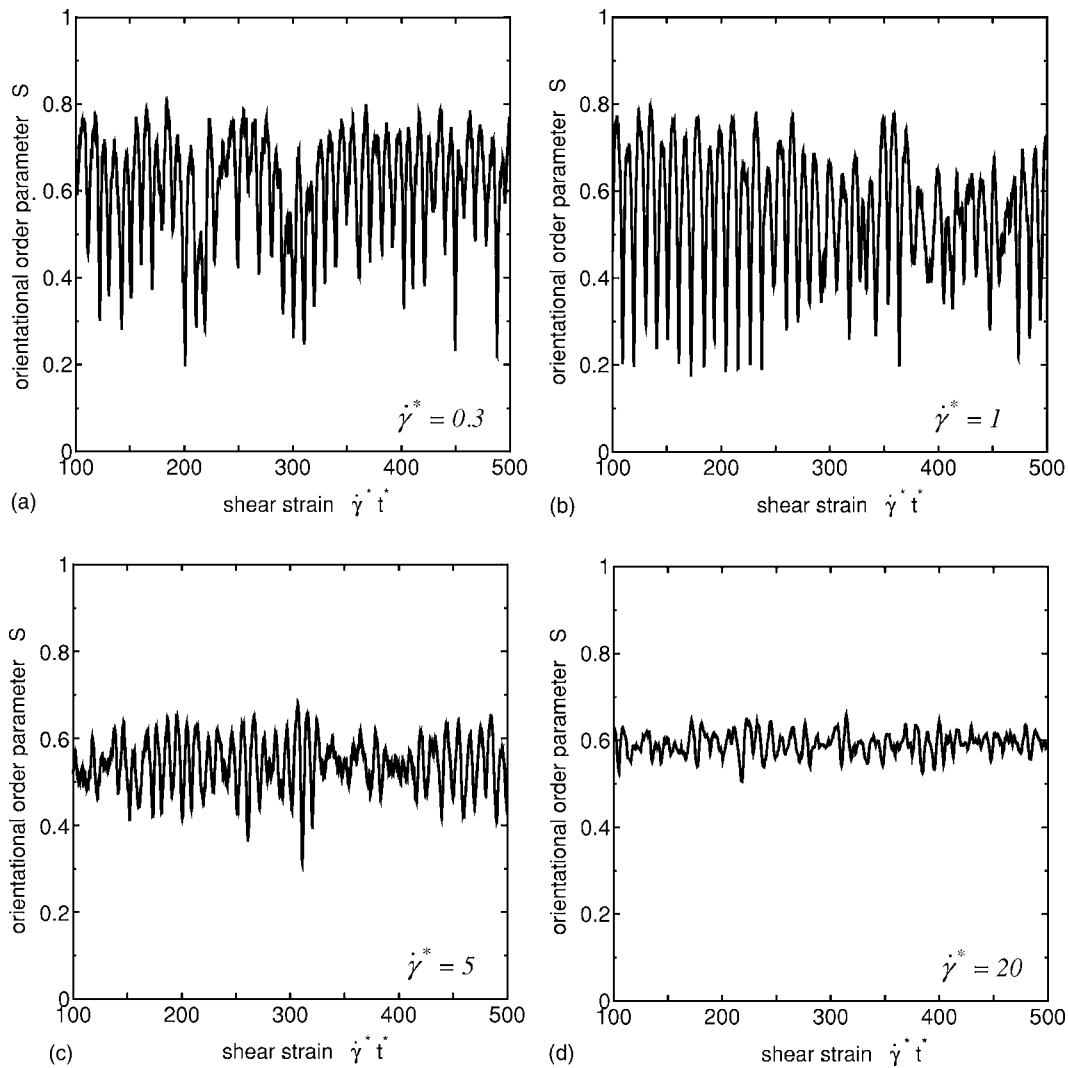 1
0.8
0.6
0.4
0.2
0
orientational order parameter S
γ̇* = 0.3
100 200 300 400 500
(a) shear strain γ̇* t*
1
0.8
0.6
0.4
0.2
0
orientational order parameter S
γ̇* = 1
100 200 300 400 500
(b) shear strain γ̇* t*
1
0.8
0.6
0.4
0.2
0
orientational order parameter S
γ̇* = 5
100 200 300 400 500
(c) shear strain γ̇* t*
1
0.8
0.6
0.4
0.2
0
orientational order parameter S
γ̇* = 20
100 200 300 400 500
(d) shear strain γ̇* t*